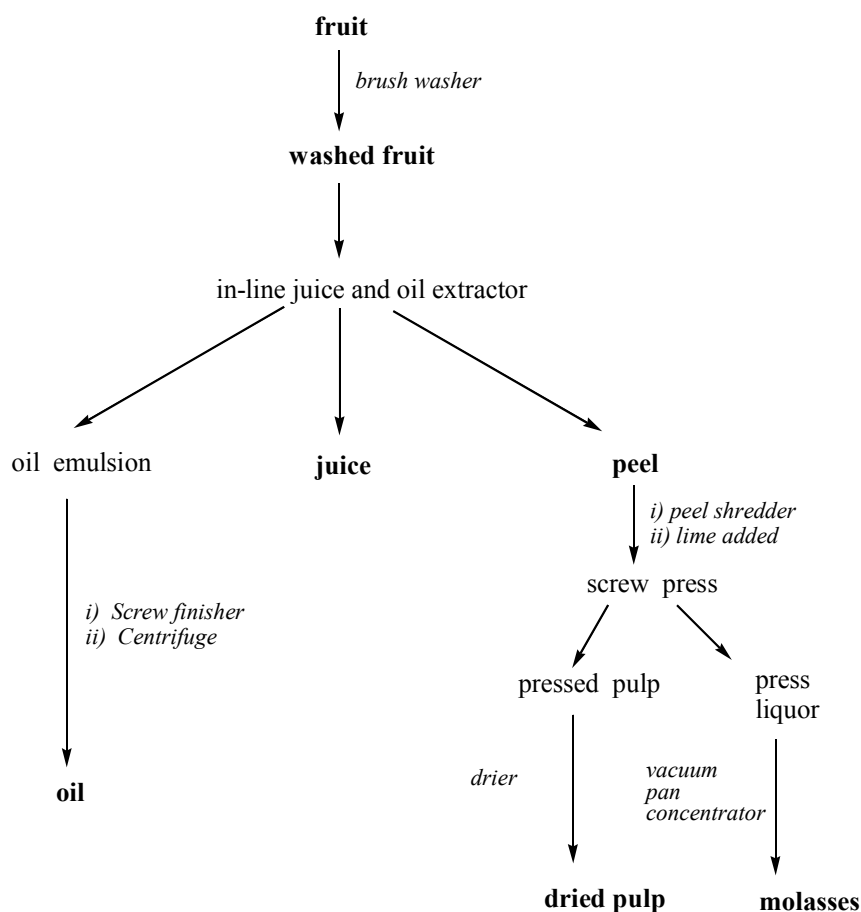 fruit
brush washer
washed fruit
in-line juice and oil extractor
oil emulsion
juice
peel
i) peel shredder
ii) lime added
screw press
i) Screw finisher
ii) Centrifuge
pressed pulp
press
liquor
oil
drier
vacuum
pan
concentrator
dried pulp
molasses